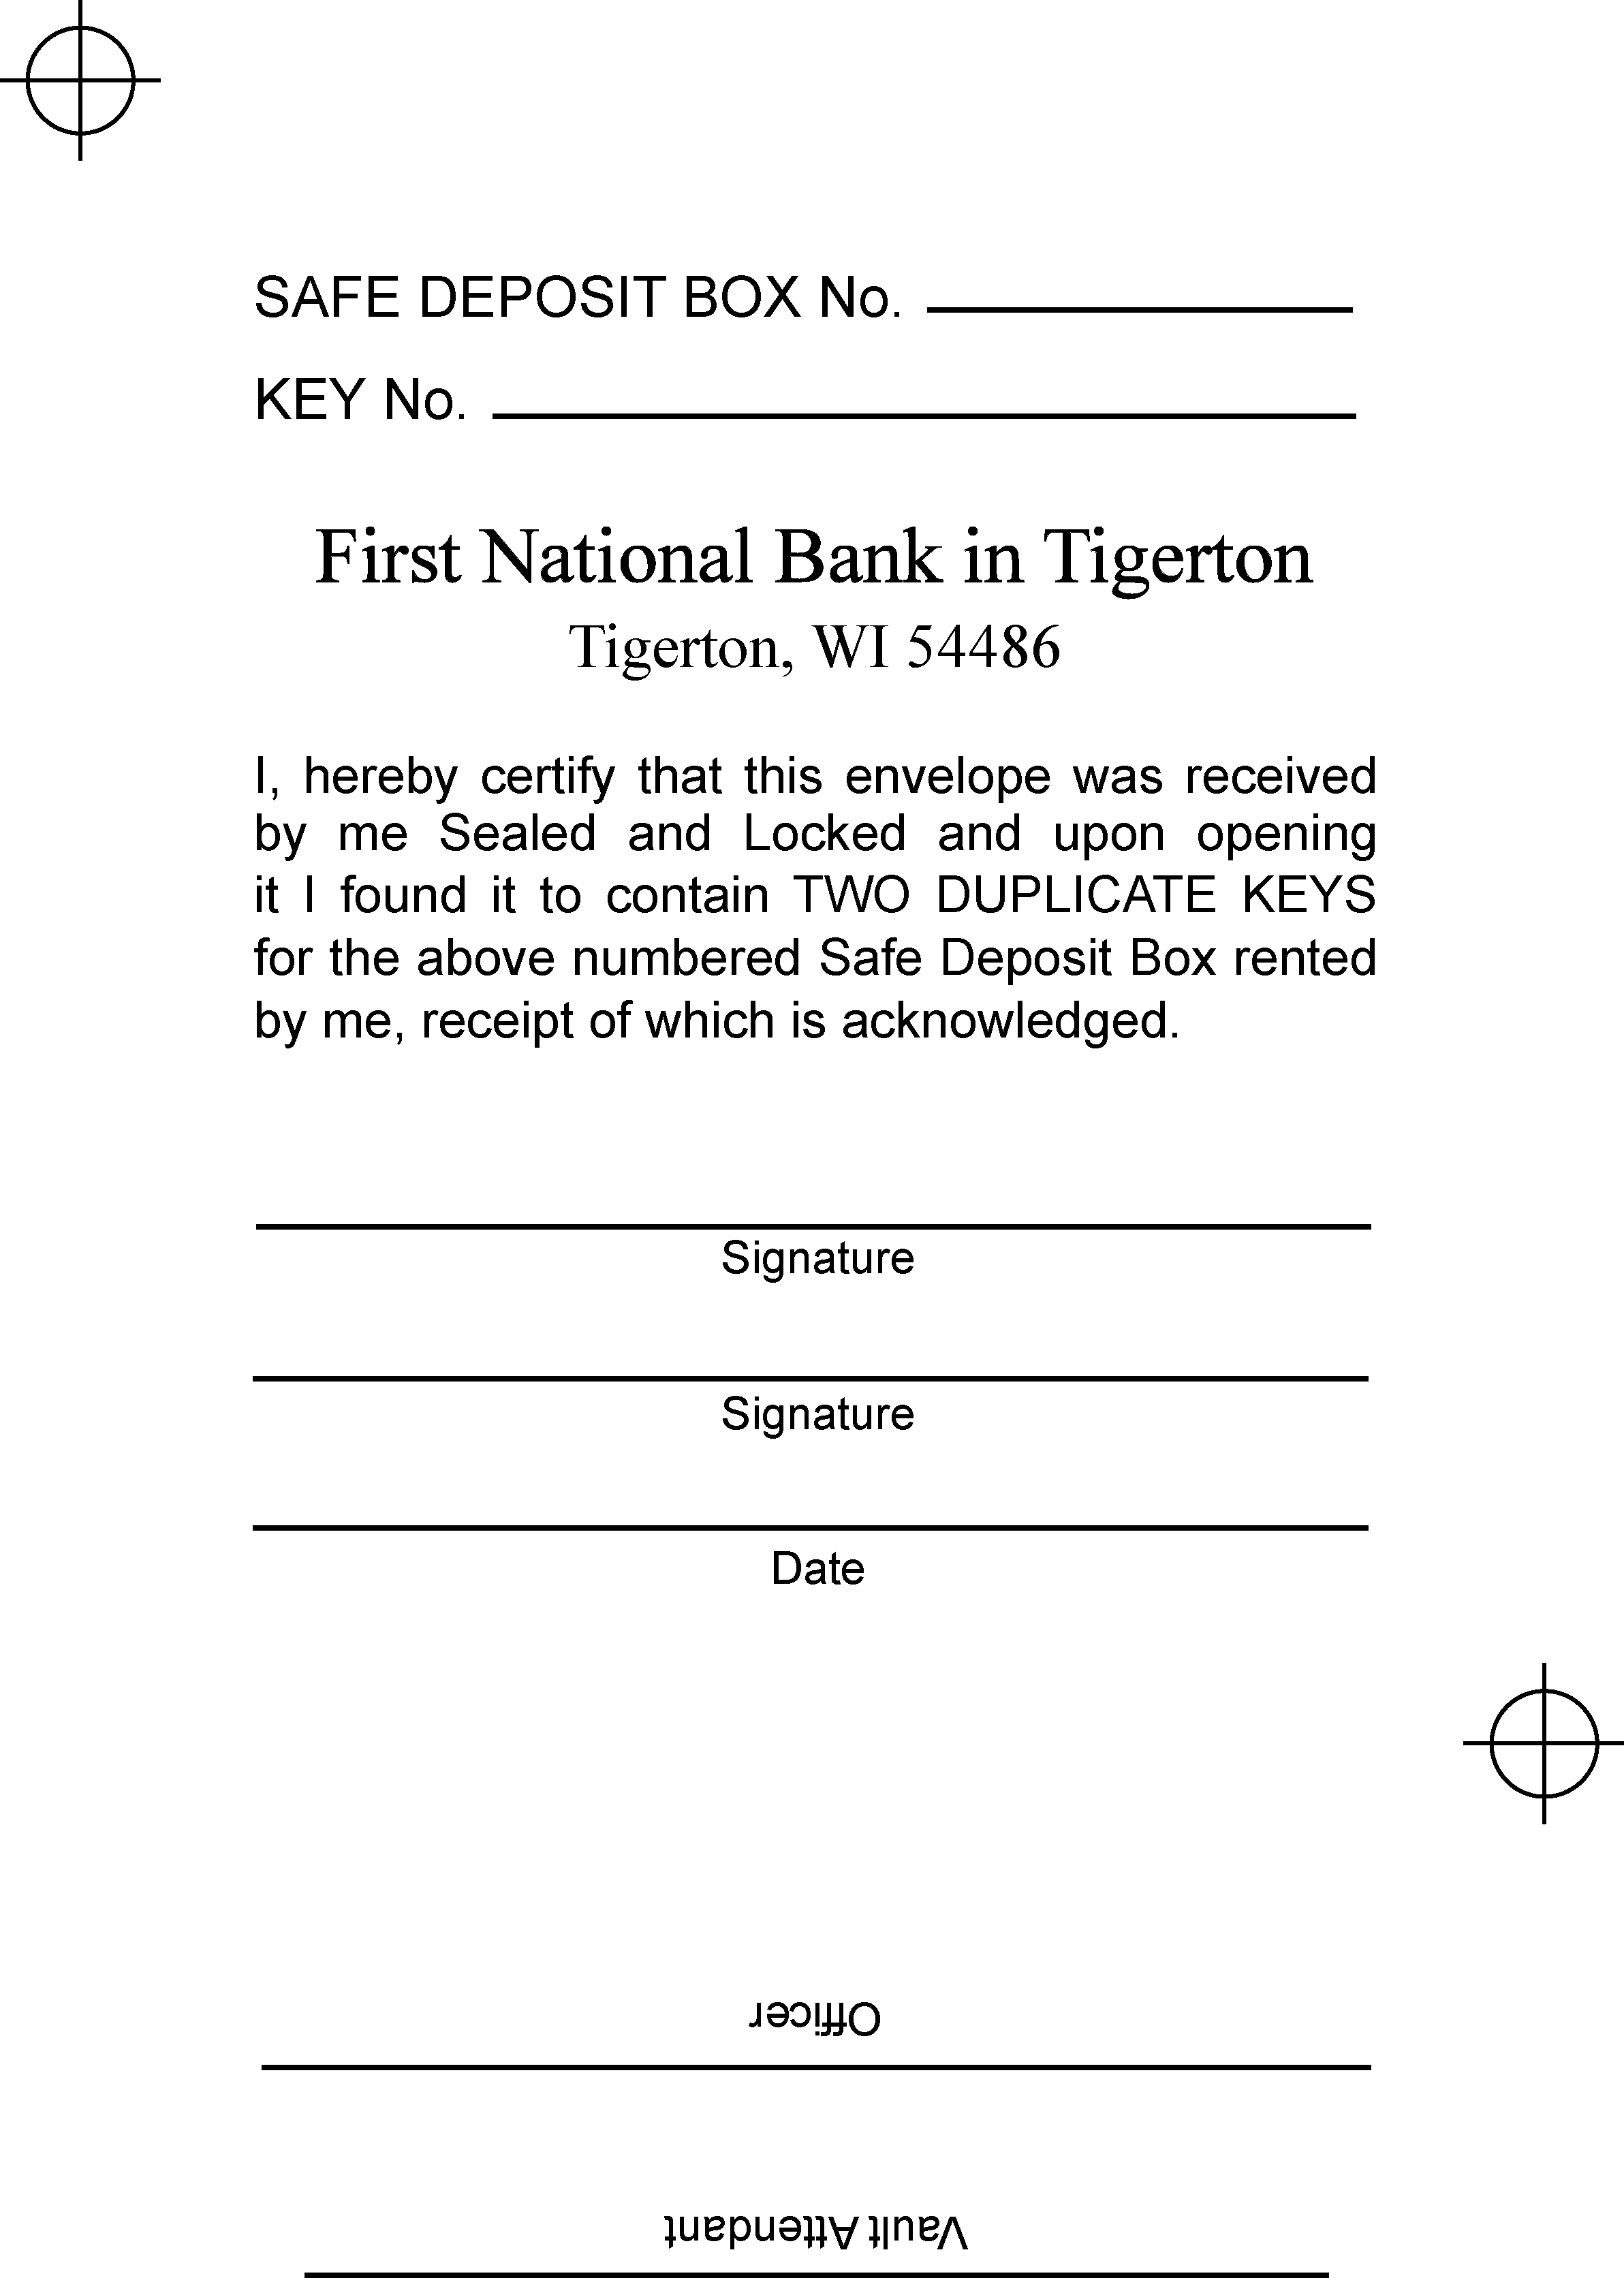 SAFE DEPOSIT BOX No.
KEY No.
First National Bank in Tigerton
Tigerton, WI 54486
I, hereby certify that this envelope was received
by me Sealed and Locked and upon opening
it I found it to contain TWO DUPLICATE KEYS
for the above numbered Safe Deposit Box rented
by me, receipt of which is acknowledged.
Signature
Signature
Date
Officer
Vault Attendant